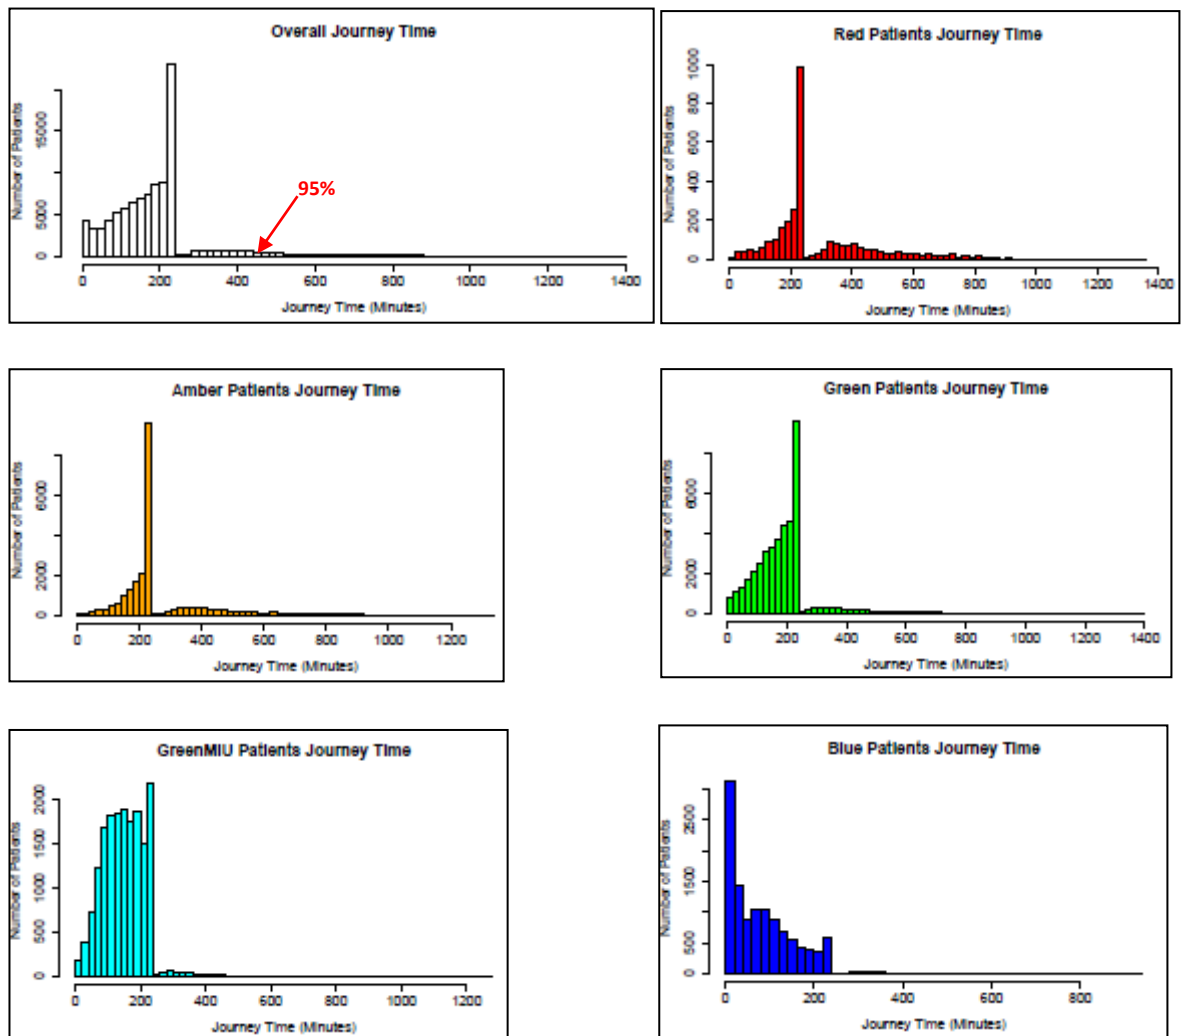 Overall Journey Time
Number of Patients
15000
5000
0
95%
0 200 400 600 800 1000 1200 1400
Journey Time (Minutes)
Red Patients Journey Time
Number of Patients
1000
800
600
400
200
0
0 200 400 600 800 1000 1200 1400
Journey Time (Minutes)
Amber Patients Journey Time
Number of Patients
6000
2000
0
0 200 400 600 800 1000 1200
Journey Time (Minutes)
Green Patients Journey Time
Number of Patients
6000
2000
0
0 200 400 600 800 1000 1200 1400
Journey Time (Minutes)
GreenMIU Patients Journey Time
Number of Patients
2000
1500
1000
500
0
0 200 400 600 800 1000 1200
Journey Time (Minutes)
Blue Patients Journey Time
Number of Patients
2500
1500
500
0
0 200 400 600 800
Journey Time (Minutes)